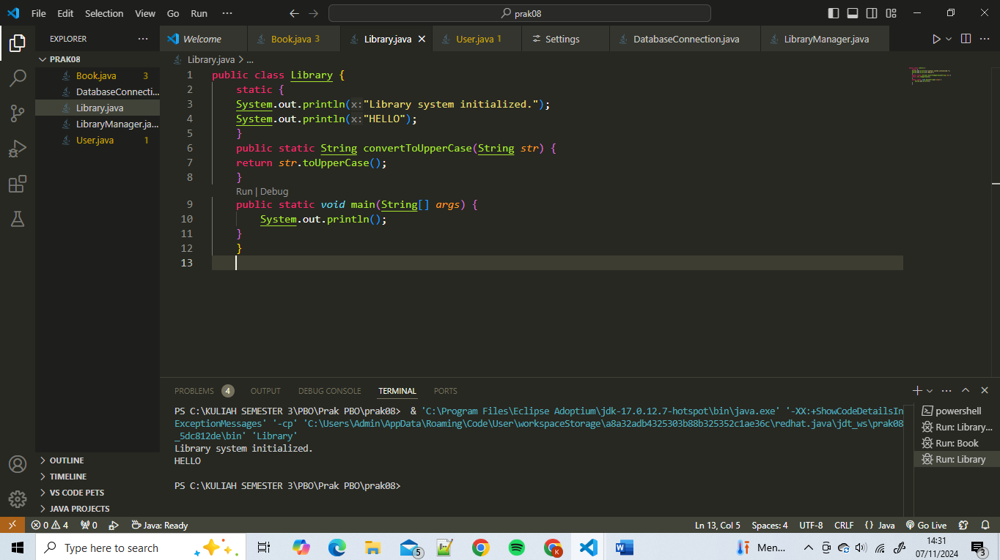 File Edit Selection View Go Run ··· prak08
EXPLORER ···
PRAK08
Book.java 3
DatabaseConnecti...
Library.java
LibraryManager.ja...
User.java 1
OUTLINE
TIMELINE
VS CODE PETS
JAVA PROJECTS
Welcome Book.java 3 Library.java User.java 1 Settings DatabaseConnection.java LibraryManager.java
Library.java > ...
1 public class Library {
2 static {
3 System.out.println(x:"Library system initialized.");
4 System.out.println(x:"HELLO");
5 }
6 public static String convertToUpperCase(String str) {
7 return str.toUpperCase();
8 }
Run | Debug
9 public static void main(String[] args) {
10 System.out.println();
11 }
12 }
13
PROBLEMS 4 OUTPUT DEBUG CONSOLE TERMINAL PORTS
PS C:\KULIAH SEMESTER 3\PBO\Prak PBO\prak08> & 'C:\Program Files\Eclipse Adoptium\jdk-17.0.12.7-hotspot\bin\java.exe' '-XX:+ShowCodeDetailsIn
ExceptionMessages' '-cp' 'C:\Users\Admin\AppData\Roaming\Code\User\workspaceStorage\a8a32adb4325303b88b325352c1ae36c\redhat.java\jdt_ws\prak08
_5dc812de\bin' 'Library'
Library system initialized.
HELLO
PS C:\KULIAH SEMESTER 3\PBO\Prak PBO\prak08>
powershell
Run: Library...
Run: Book
Run: Library
0 4 0 Java: Ready Ln 13, Col 5 Spaces: 4 UTF-8 CRLF {} Java Go Live
Type here to search 5 K Men... 14:31
07/11/2024 3